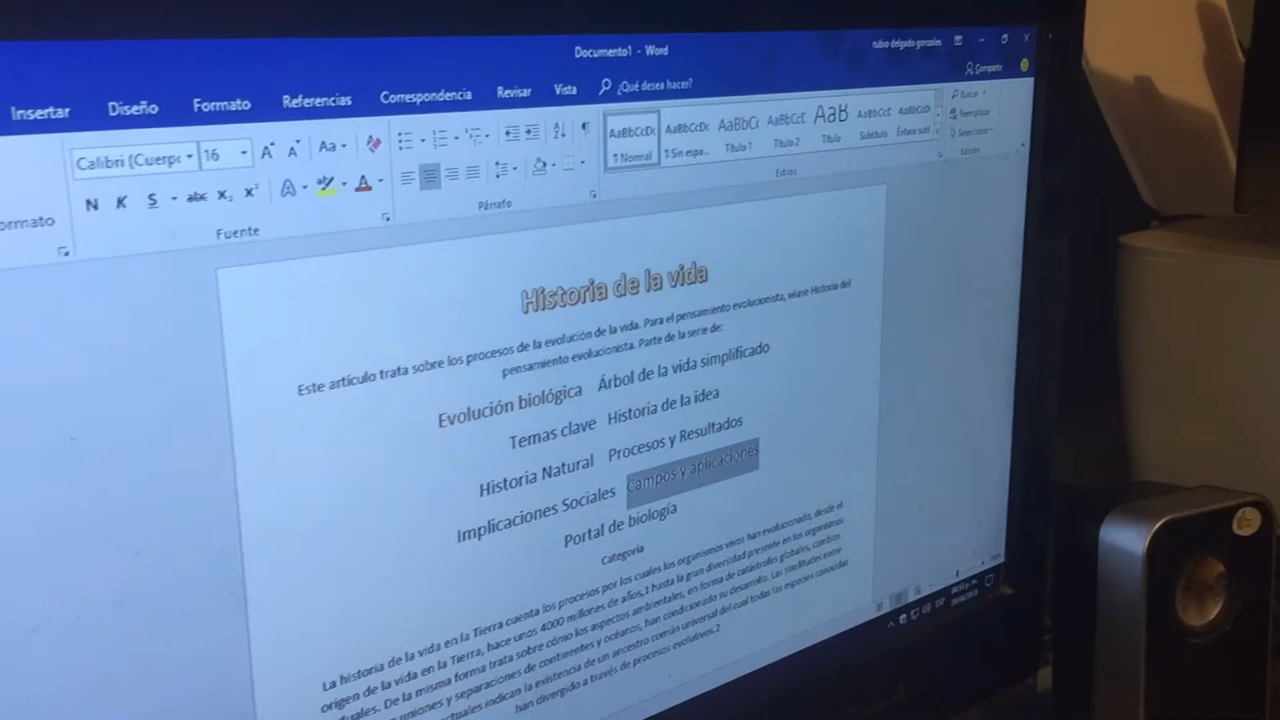 Documento1 - Word
rubio delgado gonzales
Insertar Diseño Formato Referencias Correspondencia Revisar Vista ¿Qué desea hacer?
Compartir
Calibri (Cuerpo 16 Aa
N K S abc X₂ X²
ormato
Fuente
Párrafo
AaBbCcDc AaBbCcDc AaBbCc AaBbCcD AaB AaBbCcD AaBbCcDc
¶ Normal ¶ Sin espa... Título 1 Título 2 Título Subtítulo Énfasis sutil
Estilos
Buscar
Reemplazar
Seleccionar
Edición
Historia de la vida
Este artículo trata sobre los procesos de la evolución de la vida. Para el pensamiento evolucionista, véase Historia del
pensamiento evolucionista. Parte de la serie de:
Evolución biológica Árbol de la vida simplificado
Temas clave Historia de la idea
Historia Natural Procesos y Resultados
Implicaciones Sociales Campos y aplicaciones
Portal de biología
Categoría
La historia de la vida en la Tierra cuenta los procesos por los cuales los organismos vivos han evolucionado, desde el
origen de la vida en la Tierra, hace unos 4000 millones de años,1 hasta la gran diversidad presente en los organismos
duales. De la misma forma trata sobre cómo los aspectos ambientales, en forma de catástrofes globales, cambios
uniones y separaciones de continentes y océanos, han condicionado su desarrollo. Las similitudes entre
ctuales indican la existencia de un ancestro común universal del cual todas las especies conocidas
han divergido a través de procesos evolutivos.2
ESP